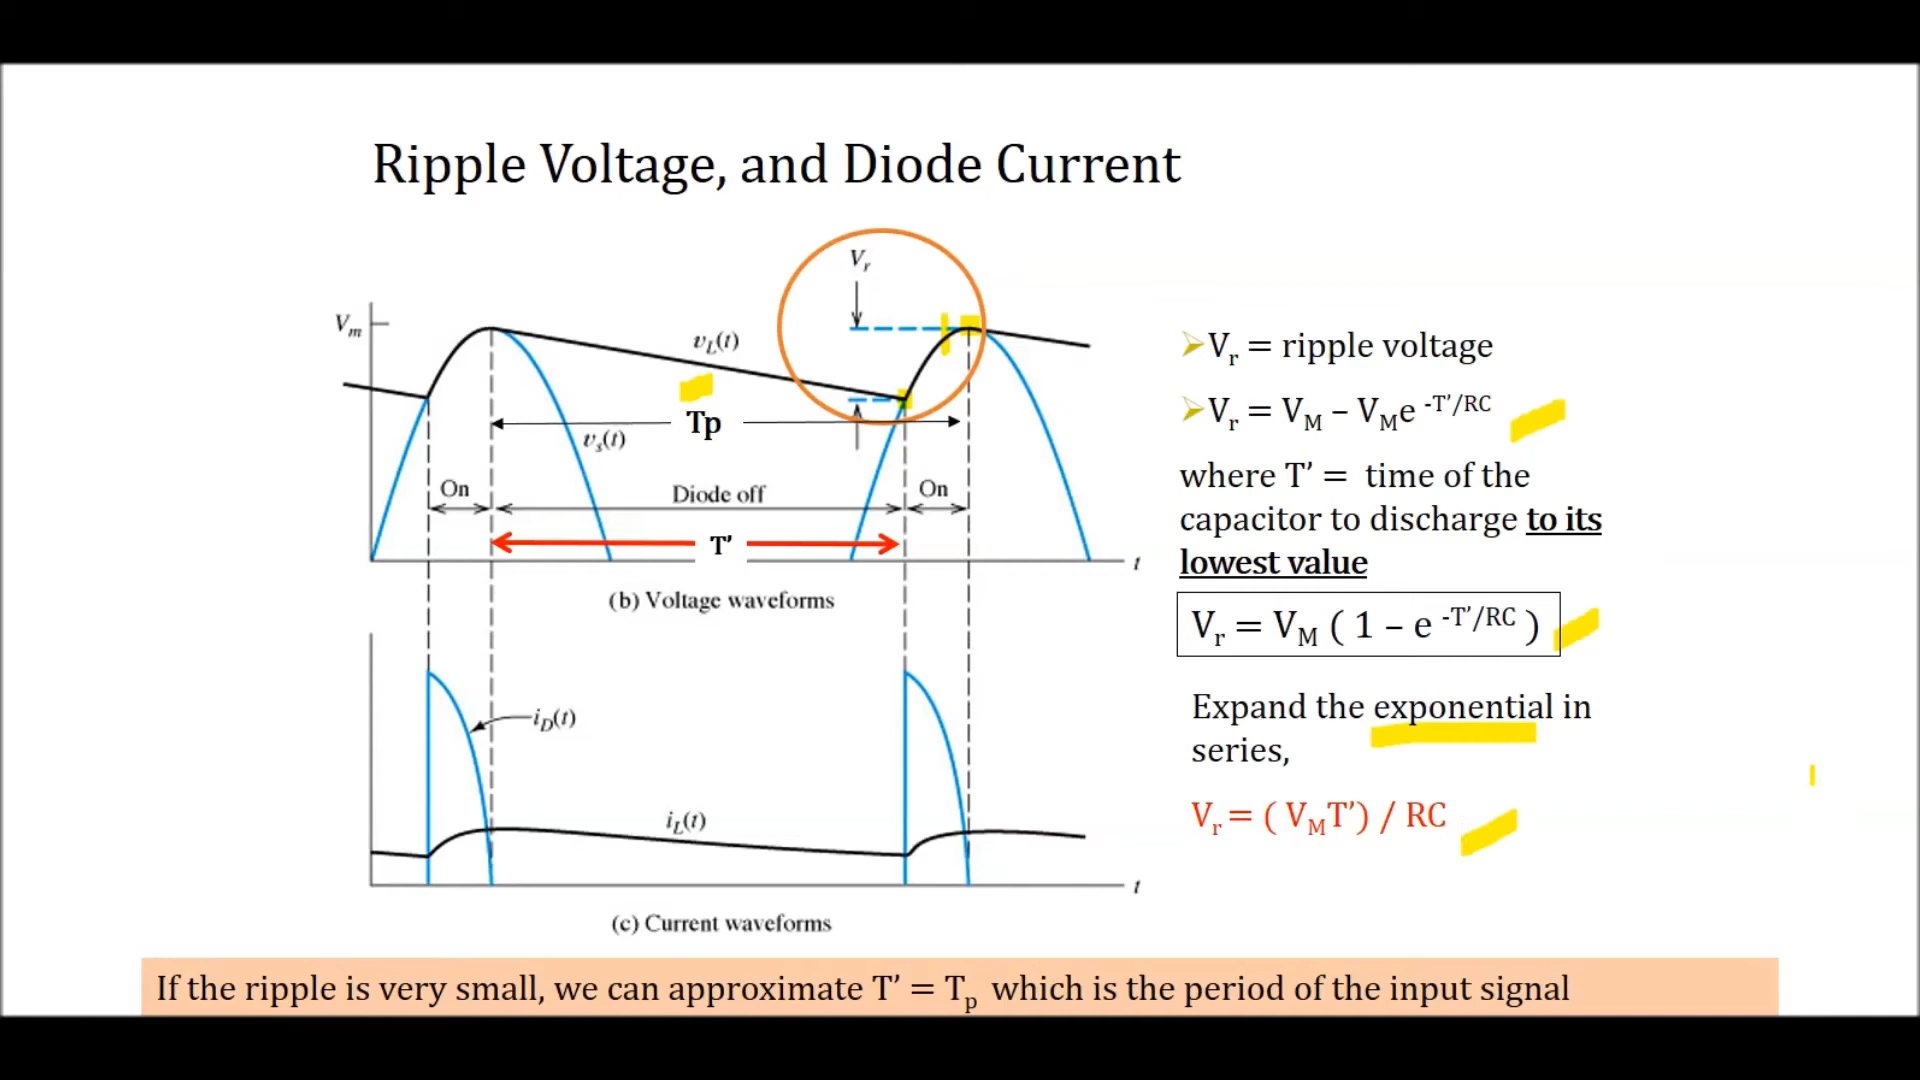 Ripple Voltage, and Diode Current
Vr
Vm
vL(t)
Tp
vs(t)
On
Diode off
On
T’
t
(b) Voltage waveforms
iD(t)
iL(t)
t
(c) Current waveforms
Vr = ripple voltage
Vr = VM – VMe -T’/RC
where T’ = time of the
capacitor to discharge to its
lowest value
Vr = VM ( 1 – e -T’/RC )
Expand the exponential in
series,
Vr = ( VMT’) / RC
If the ripple is very small, we can approximate T’ = Tp which is the period of the input signal